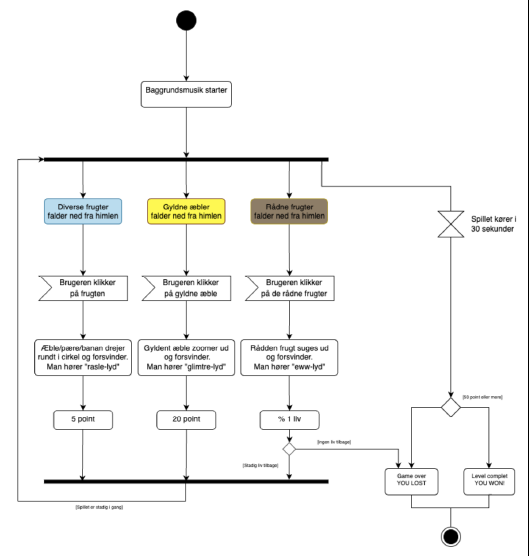 Baggrundsmusik starter
Diverse frugter
falder ned fra himlen
Gyldne æbler
falder ned fra himlen
Rådne frugter
falder ned fra himlen
Spillet kører i
30 sekunder
Brugeren klikker
på frugten
Brugeren klikker
på gyldne æble
Brugeren klikker
på de rådne frugter
Æble/pære/banan drejer
rundt i cirkel og forsvinder.
Man hører "rasle-lyd"
Gyldent æble zoomer ud
og forsvinder.
Man hører "glimtre-lyd"
Rådden frugt suges ud
og forsvinder.
Man hører "eww-lyd"
5 point
20 point
% 1 liv
[50 point eller mere]
[Ingen liv tilbage]
[Stadig liv tilbage]
Game over
YOU LOST
Level complet
YOU WON!
[Spillet er stadig i gang]